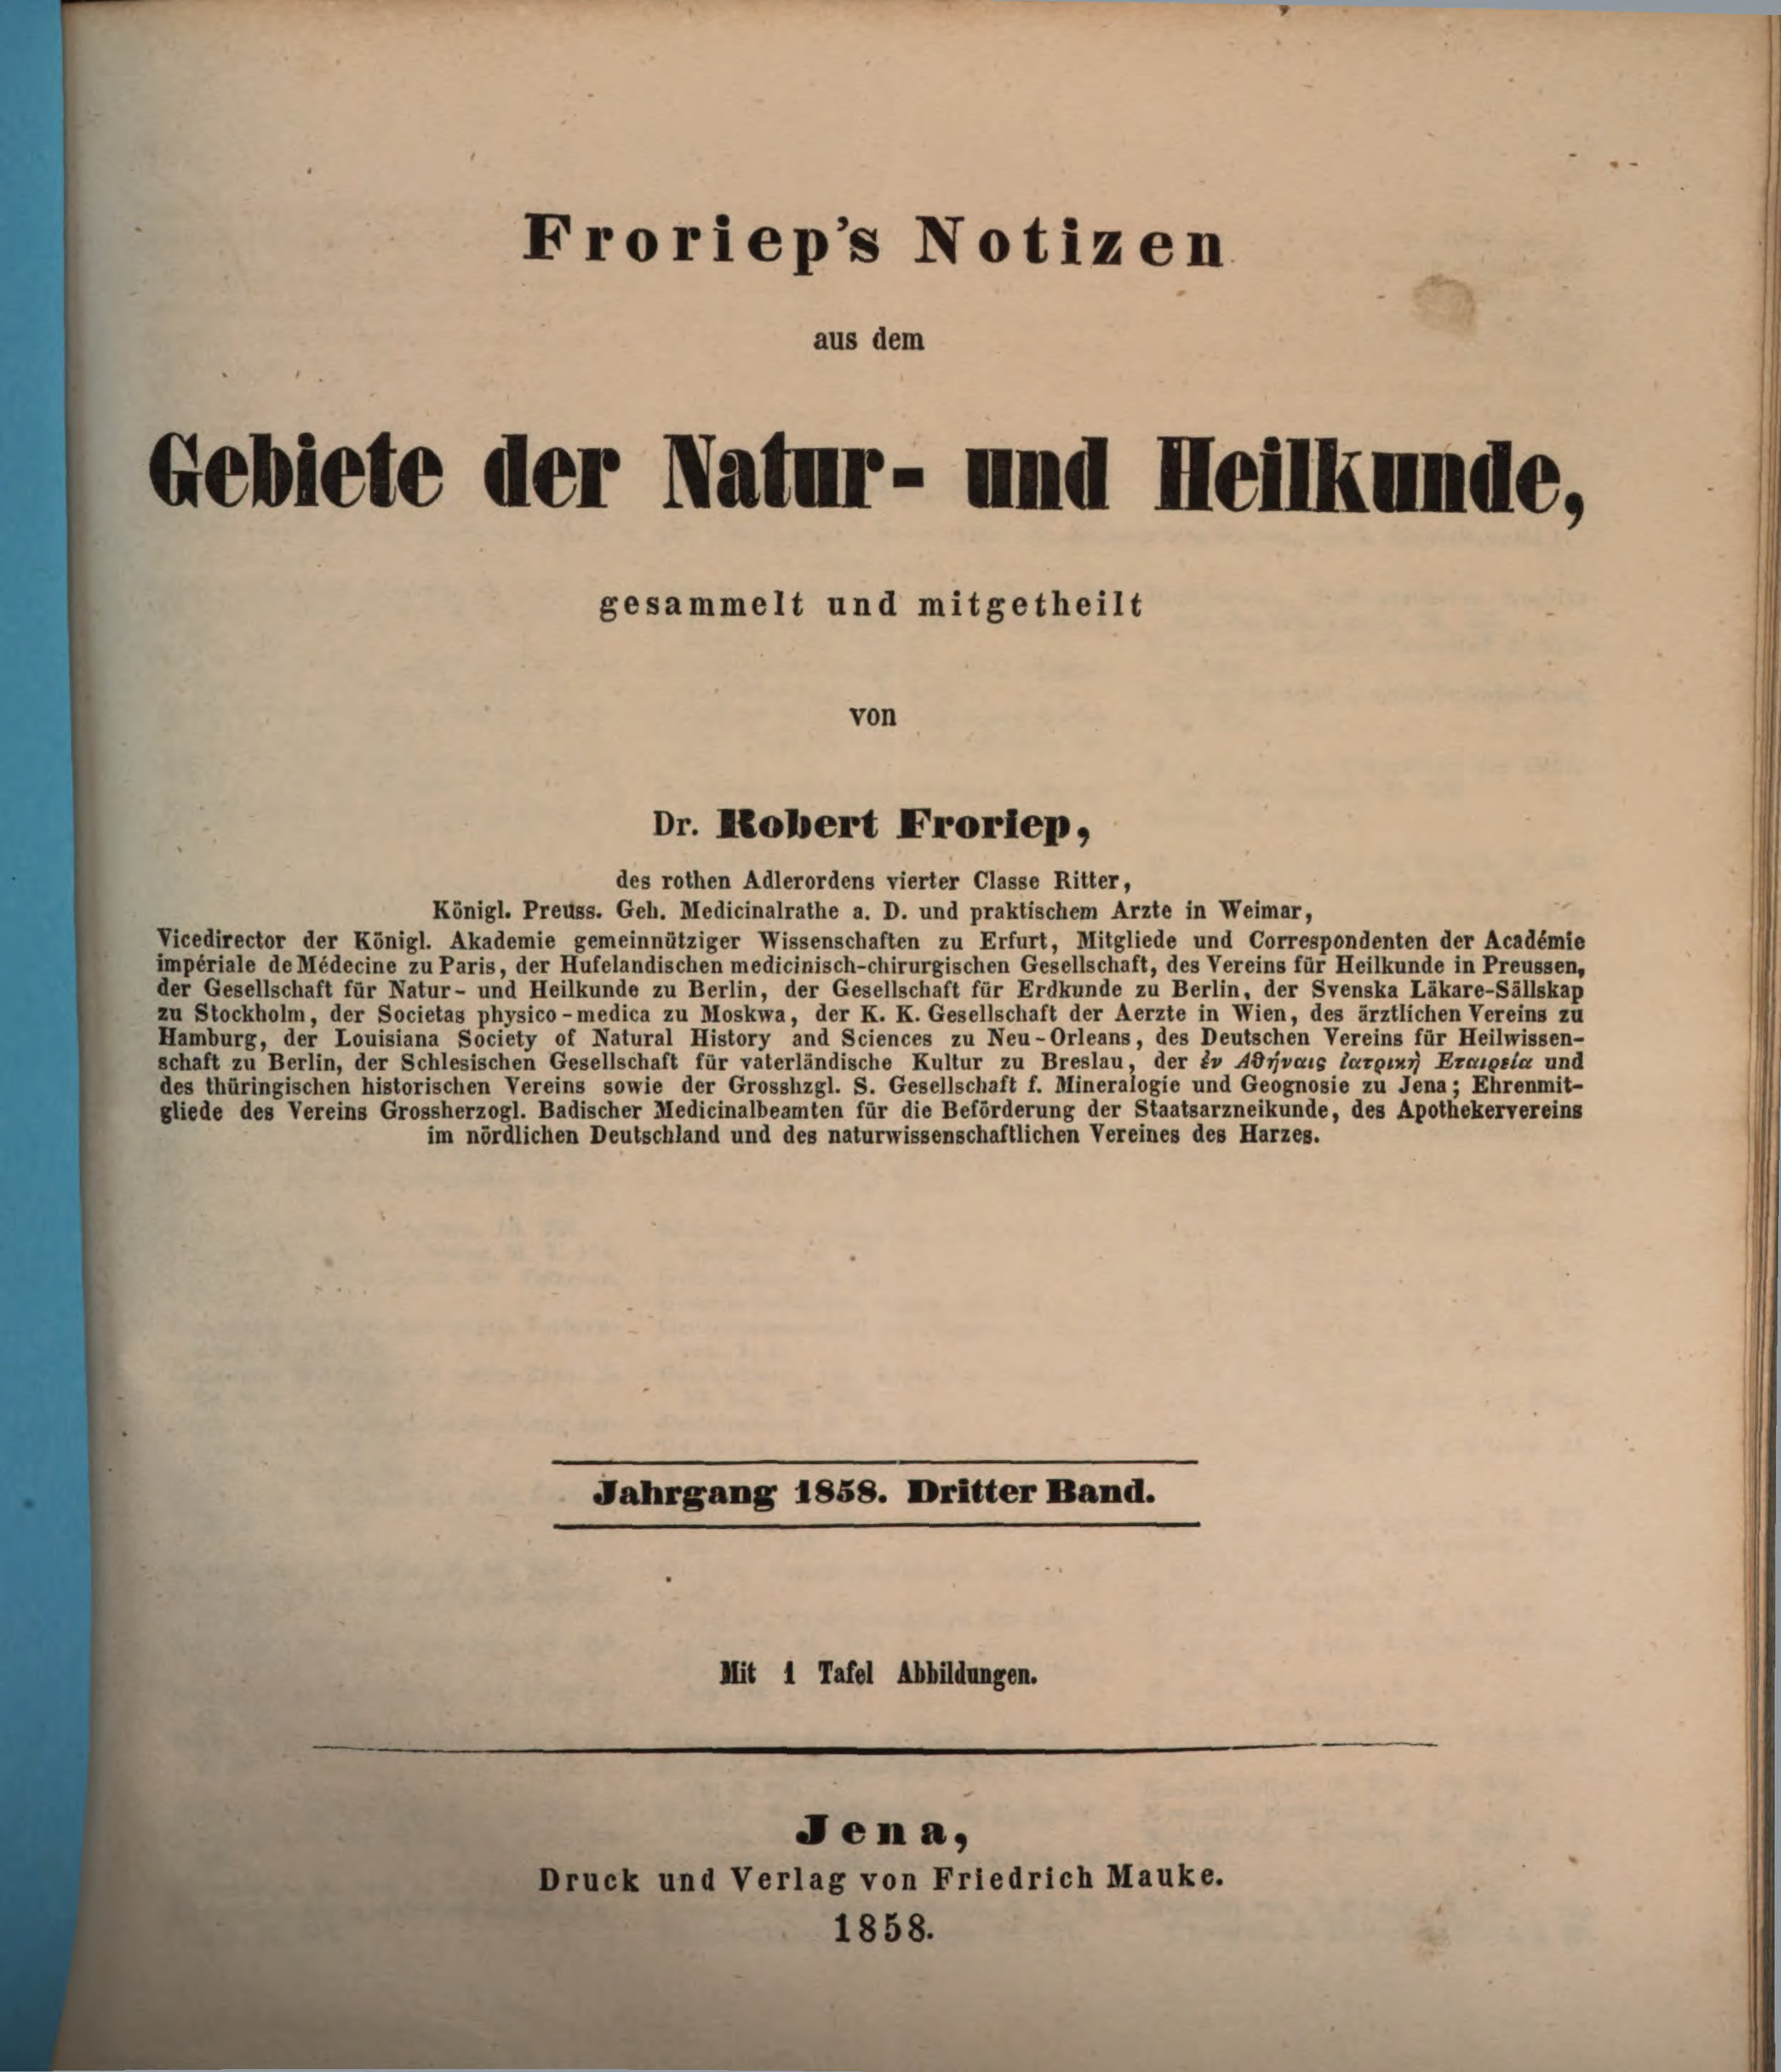 Froriep's Notizen
aus dem
Gebiete der Natur- und Heilkunde,
gesammelt und mitgetheilt
von
Dr. Robert Froriep,
des rothen Adlerordens vierter Classe Ritter,
Königl. Preuss. Geh. Medicinalrathe a. D. und praktischem Arzte in Weimar,
Vicedirector der Königl. Akademie gemeinnütziger Wissenschaften zu Erfurt, Mitgliede und Correspondenten der Académie
impériale de Médecine zu Paris, der Hufelandischen medicinisch-chirurgischen Gesellschaft, des Vereins für Heilkunde in Preussen,
der Gesellschaft für Natur- und Heilkunde zu Berlin, der Gesellschaft für Erdkunde zu Berlin, der Svenska Läkare-Sällskap
zu Stockholm, der Societas physico-medica zu Moskwa, der K. K. Gesellschaft der Aerzte in Wien, des ärztlichen Vereins zu
Hamburg, der Louisiana Society of Natural History and Sciences zu Neu-Orleans, des Deutschen Vereins für Heilwissen-
schaft zu Berlin, der Schlesischen Gesellschaft für vaterländische Kultur zu Breslau, der ἐν Αθήναις ἰατρικὴ Εταιρεία und
des thüringischen historischen Vereins sowie der Grosshzgl. S. Gesellschaft f. Mineralogie und Geognosie zu Jena; Ehrenmit-
gliede des Vereins Grossherzogl. Badischer Medicinalbeamten für die Beförderung der Staatsarzneikunde, des Apothekervereins
im nördlichen Deutschland und des naturwissenschaftlichen Vereines des Harzes.
Jahrgang 1858. Dritter Band.
Mit 1 Tafel Abbildungen.
Jena,
Druck und Verlag von Friedrich Mauke.
1858.